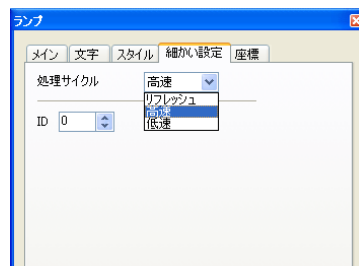 ランプ
メイン 文字 スタイル 細かい設定 座標
処理サイクル 高速
リフレッシュ
高速
低速
ID 0